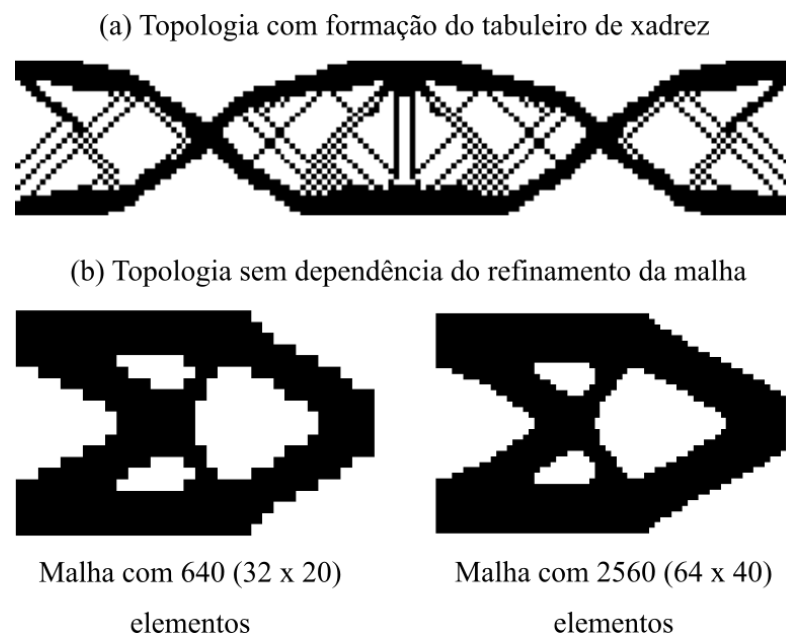 (a) Topologia com formação do tabuleiro de xadrez
(b) Topologia sem dependência do refinamento da malha
Malha com 640 (32 x 20)
elementos
Malha com 2560 (64 x 40)
elementos